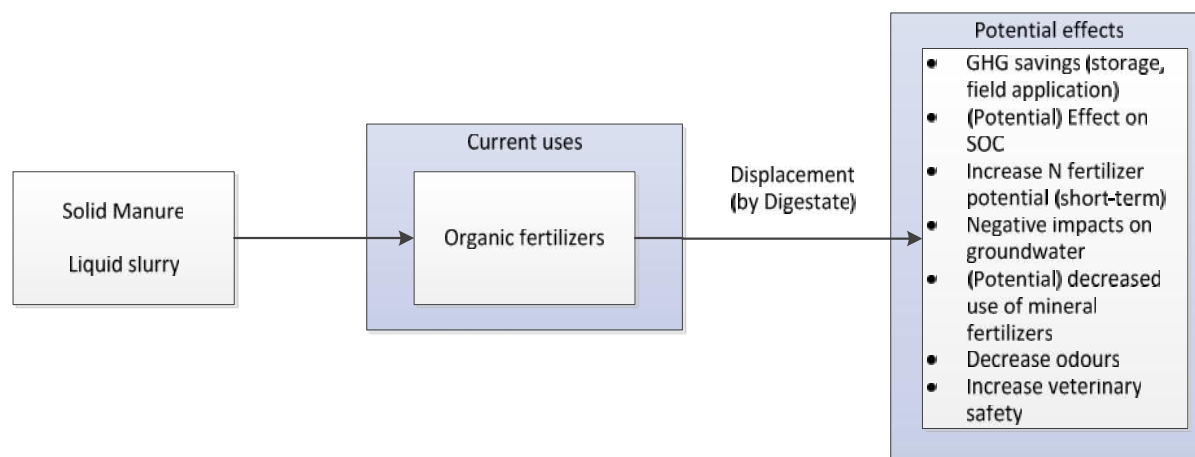 Solid Manure
Liquid slurry
Current uses
Organic fertilizers
Displacement
(by Digestate)
Potential effects
• GHG savings (storage,
field application)
• (Potential) Effect on
SOC
• Increase N fertilizer
potential (short-term)
• Negative impacts on
groundwater
• (Potential) decreased
use of mineral
fertilizers
• Decrease odours
• Increase veterinary
safety